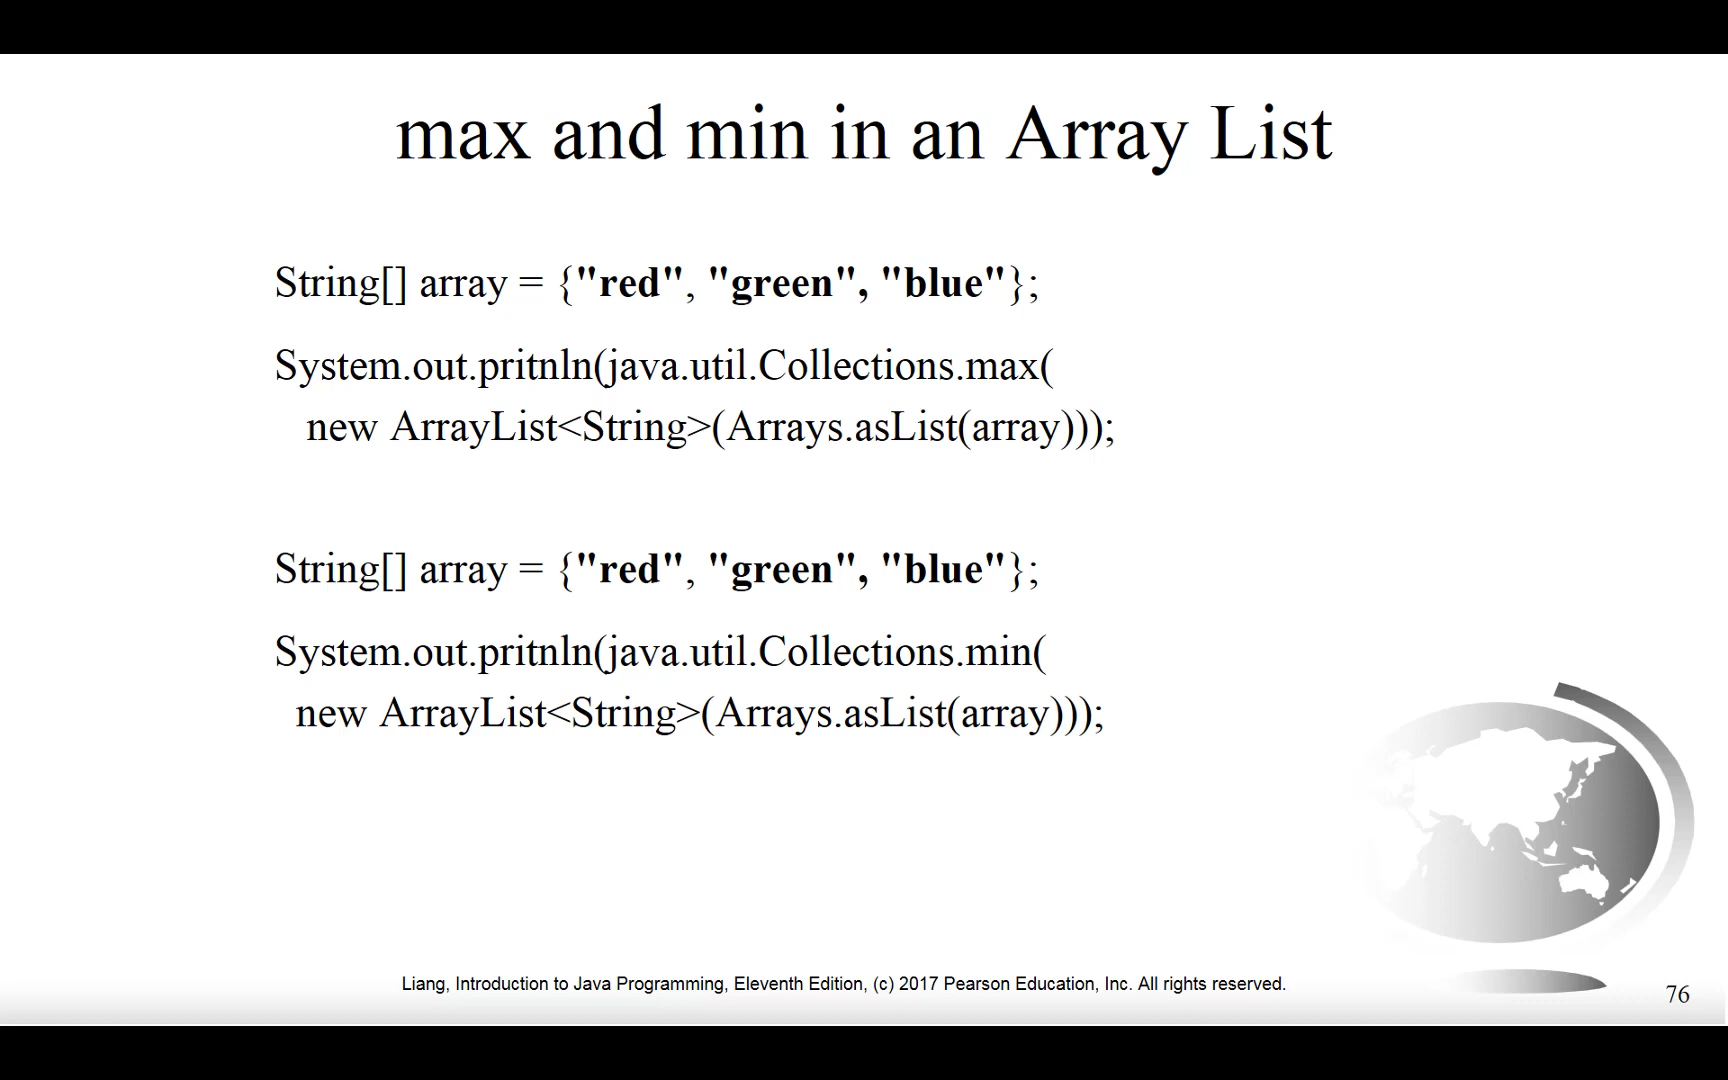 max and min in an Array List
String[] array = {"red", "green", "blue"};
System.out.pritnln(java.util.Collections.max(
new ArrayList<String>(Arrays.asList(array)));
String[] array = {"red", "green", "blue"};
System.out.pritnln(java.util.Collections.min(
new ArrayList<String>(Arrays.asList(array)));
Liang, Introduction to Java Programming, Eleventh Edition, (c) 2017 Pearson Education, Inc. All rights reserved.
76